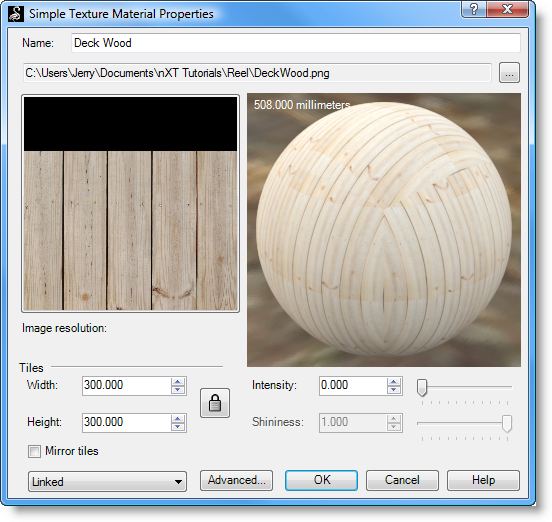 Simple Texture Material Properties
Name: Deck Wood
C:\Users\Jerry\Documents\nXT Tutorials\Reel\DeckWood.png ...
508.000 millimeters
Image resolution:
Tiles
Width: 300.000
Intensity: 0.000
Height: 300.000
Shininess: 1.000
Mirror tiles
Linked
Advanced... OK Cancel Help